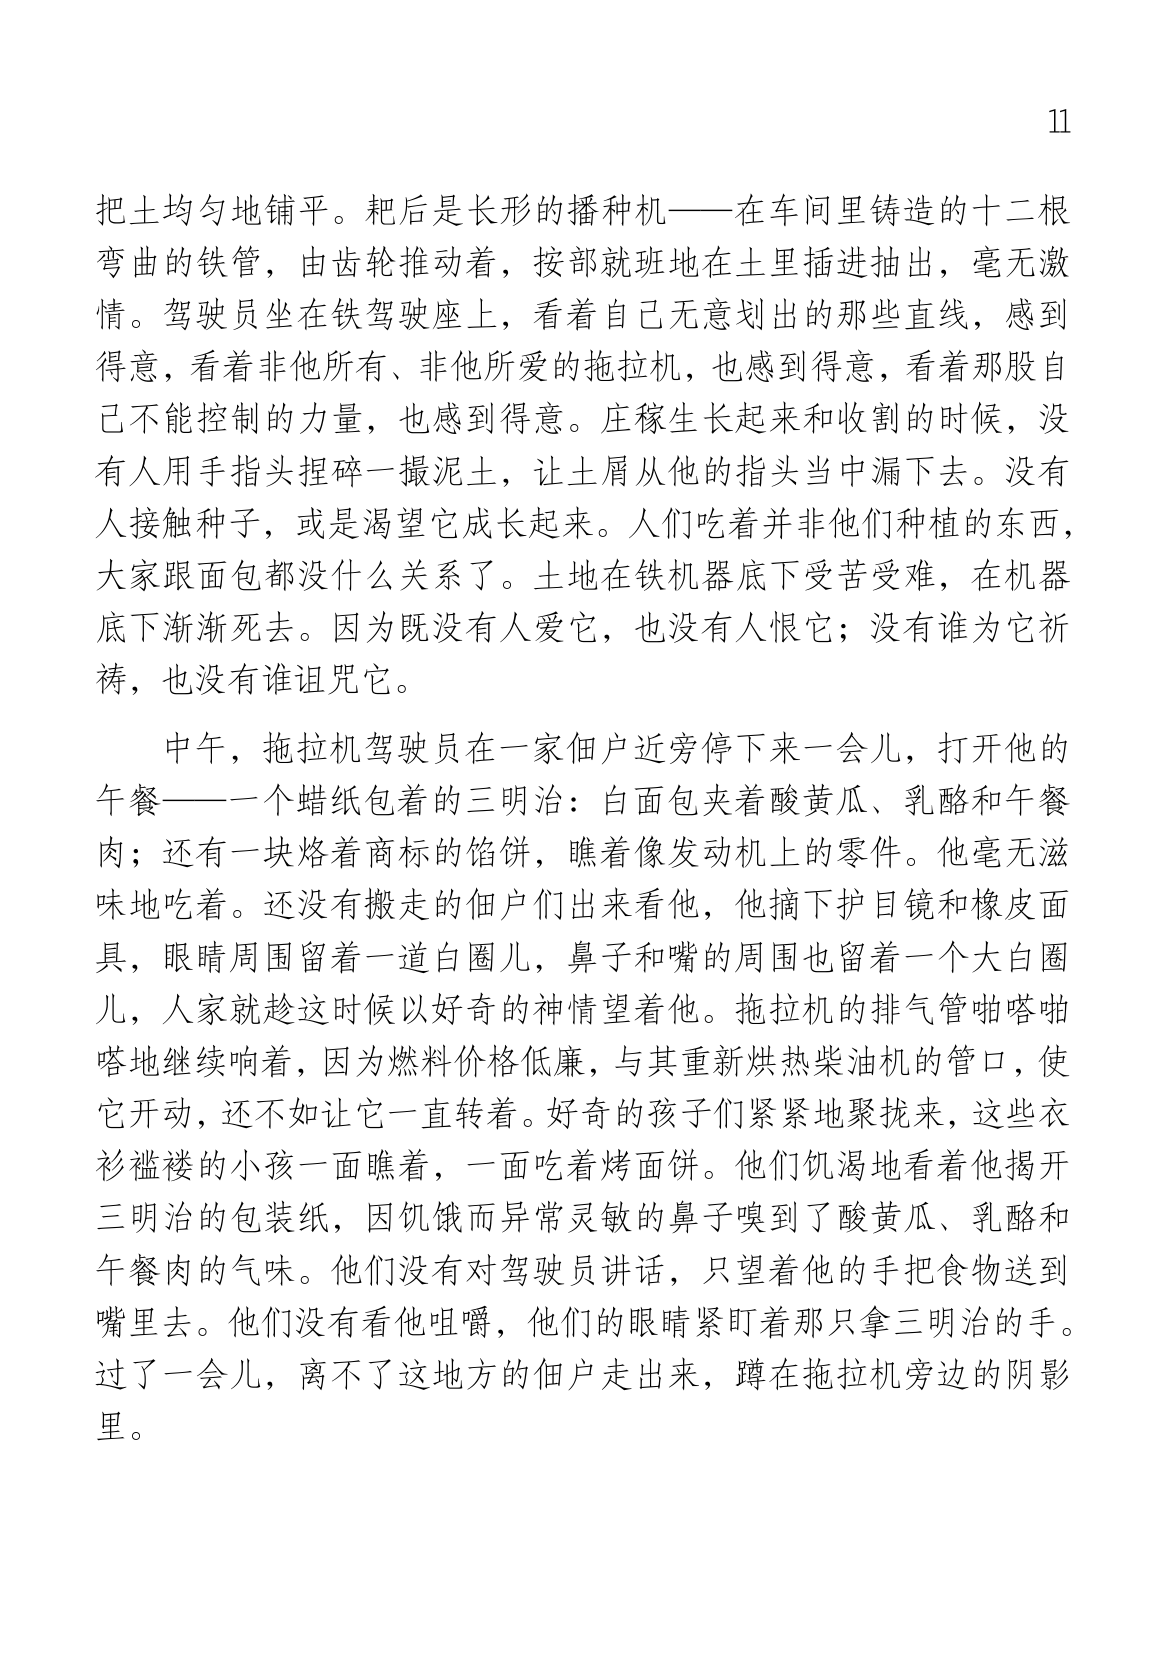 11
把土均匀地铺平。耙后是长形的播种机——在车间里铸造的十二根
弯曲的铁管，由齿轮推动着，按部就班地在土里插进抽出，毫无激
情。驾驶员坐在铁驾驶座上，看着自己无意划出的那些直线，感到
得意，看着非他所有、非他所爱的拖拉机，也感到得意，看着那股自
己不能控制的力量，也感到得意。庄稼生长起来和收割的时候，没
有人用手指头捏碎一撮泥土，让土屑从他的指头当中漏下去。没有
人接触种子，或是渴望它成长起来。人们吃着并非他们种植的东西，
大家跟面包都没什么关系了。土地在铁机器底下受苦受难，在机器
底下渐渐死去。因为既没有人爱它，也没有人恨它；没有谁为它祈
祷，也没有谁诅咒它。
中午，拖拉机驾驶员在一家佃户近旁停下来一会儿，打开他的
午餐——一个蜡纸包着的三明治：白面包夹着酸黄瓜、乳酪和午餐
肉；还有一块烙着商标的馅饼，瞧着像发动机上的零件。他毫无滋
味地吃着。还没有搬走的佃户们出来看他，他摘下护目镜和橡皮面
具，眼睛周围留着一道白圈儿，鼻子和嘴的周围也留着一个大白圈
儿，人家就趁这时候以好奇的神情望着他。拖拉机的排气管啪嗒啪
嗒地继续响着，因为燃料价格低廉，与其重新烘热柴油机的管口，使
它开动，还不如让它一直转着。好奇的孩子们紧紧地聚拢来，这些衣
衫褴褛的小孩一面瞧着，一面吃着烤面饼。他们饥渴地看着他揭开
三明治的包装纸，因饥饿而异常灵敏的鼻子嗅到了酸黄瓜、乳酪和
午餐肉的气味。他们没有对驾驶员讲话，只望着他的手把食物送到
嘴里去。他们没有看他咀嚼，他们的眼睛紧盯着那只拿三明治的手。
过了一会儿，离不了这地方的佃户走出来，蹲在拖拉机旁边的阴影
里。